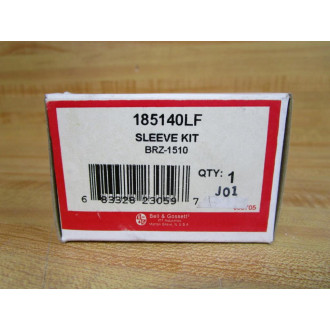 185140LF
SLEEVE KIT
BRZ-1510
QTY: 1
J01
6 83328 23059 7
Bell & Gossett